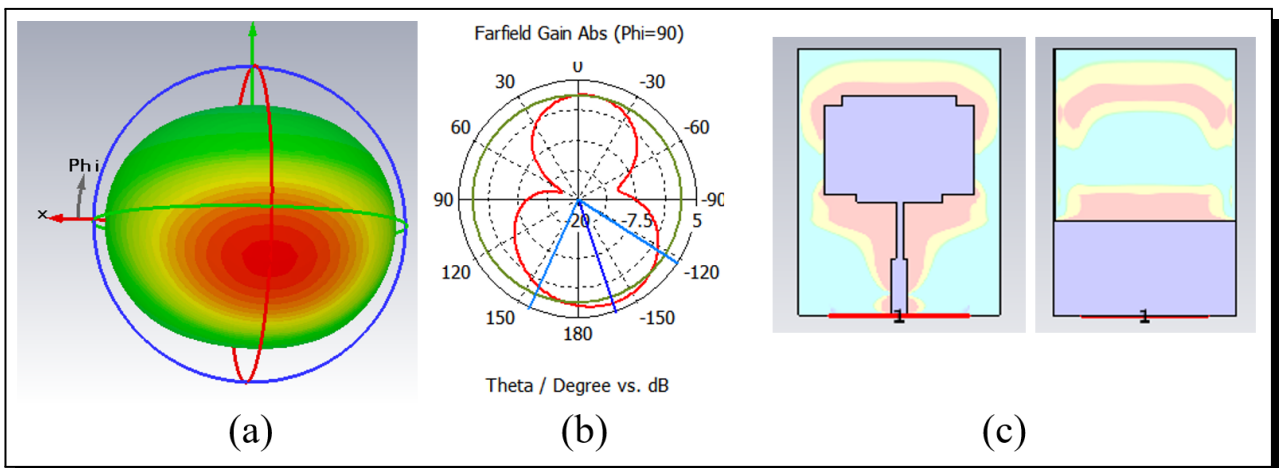 Phi
x
Farfield Gain Abs (Phi=90)
0
30
-30
60
-60
90
-90
20
-7.5
5
120
-120
150
-150
180
Theta / Degree vs. dB
1
1
(a)
(b)
(c)